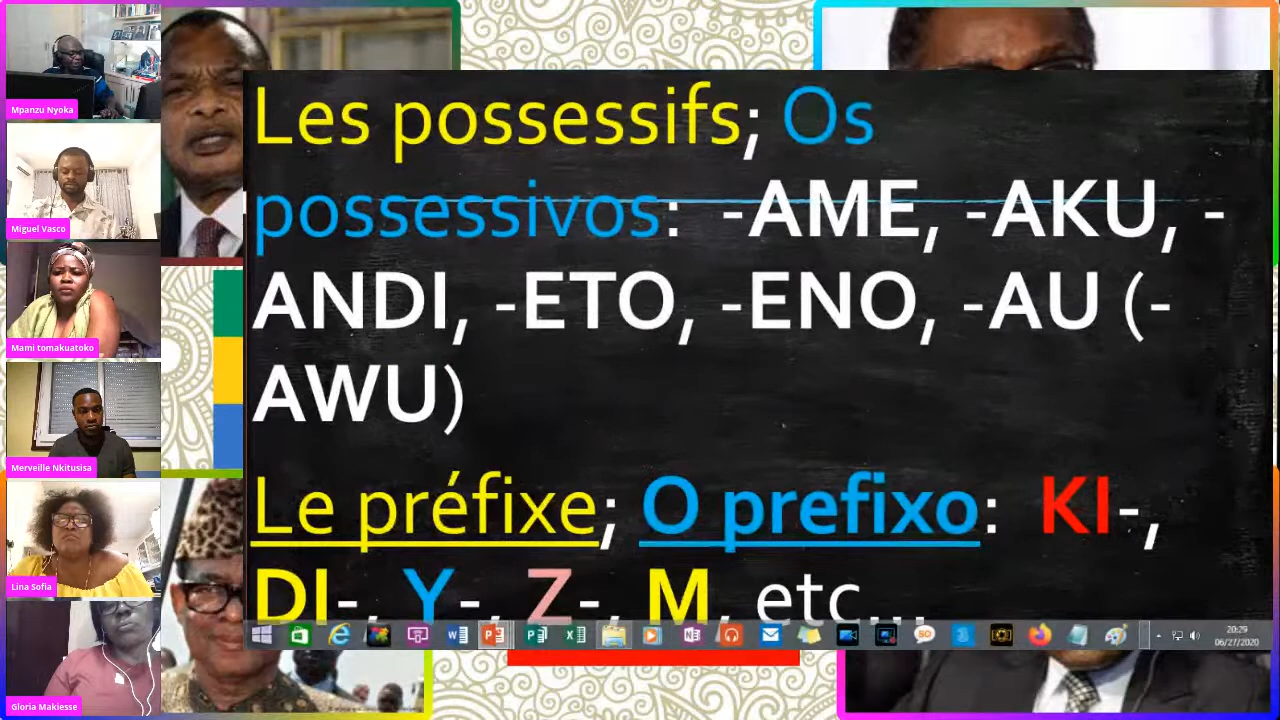 Mpanzu Nyoka
Miguel Vasco
Mami tomakuatoko
Merveille Nkitusisa
Lina Sofia
Gloria Makiesse
Les possessifs; Os
possessivos: -AME, -AKU, -
ANDI, -ETO, -ENO, -AU (-
AWU)
Le préfixe; O prefixo: KI-,
DI-, Y-, Z-, M, etc...
20:29
06/27/2020